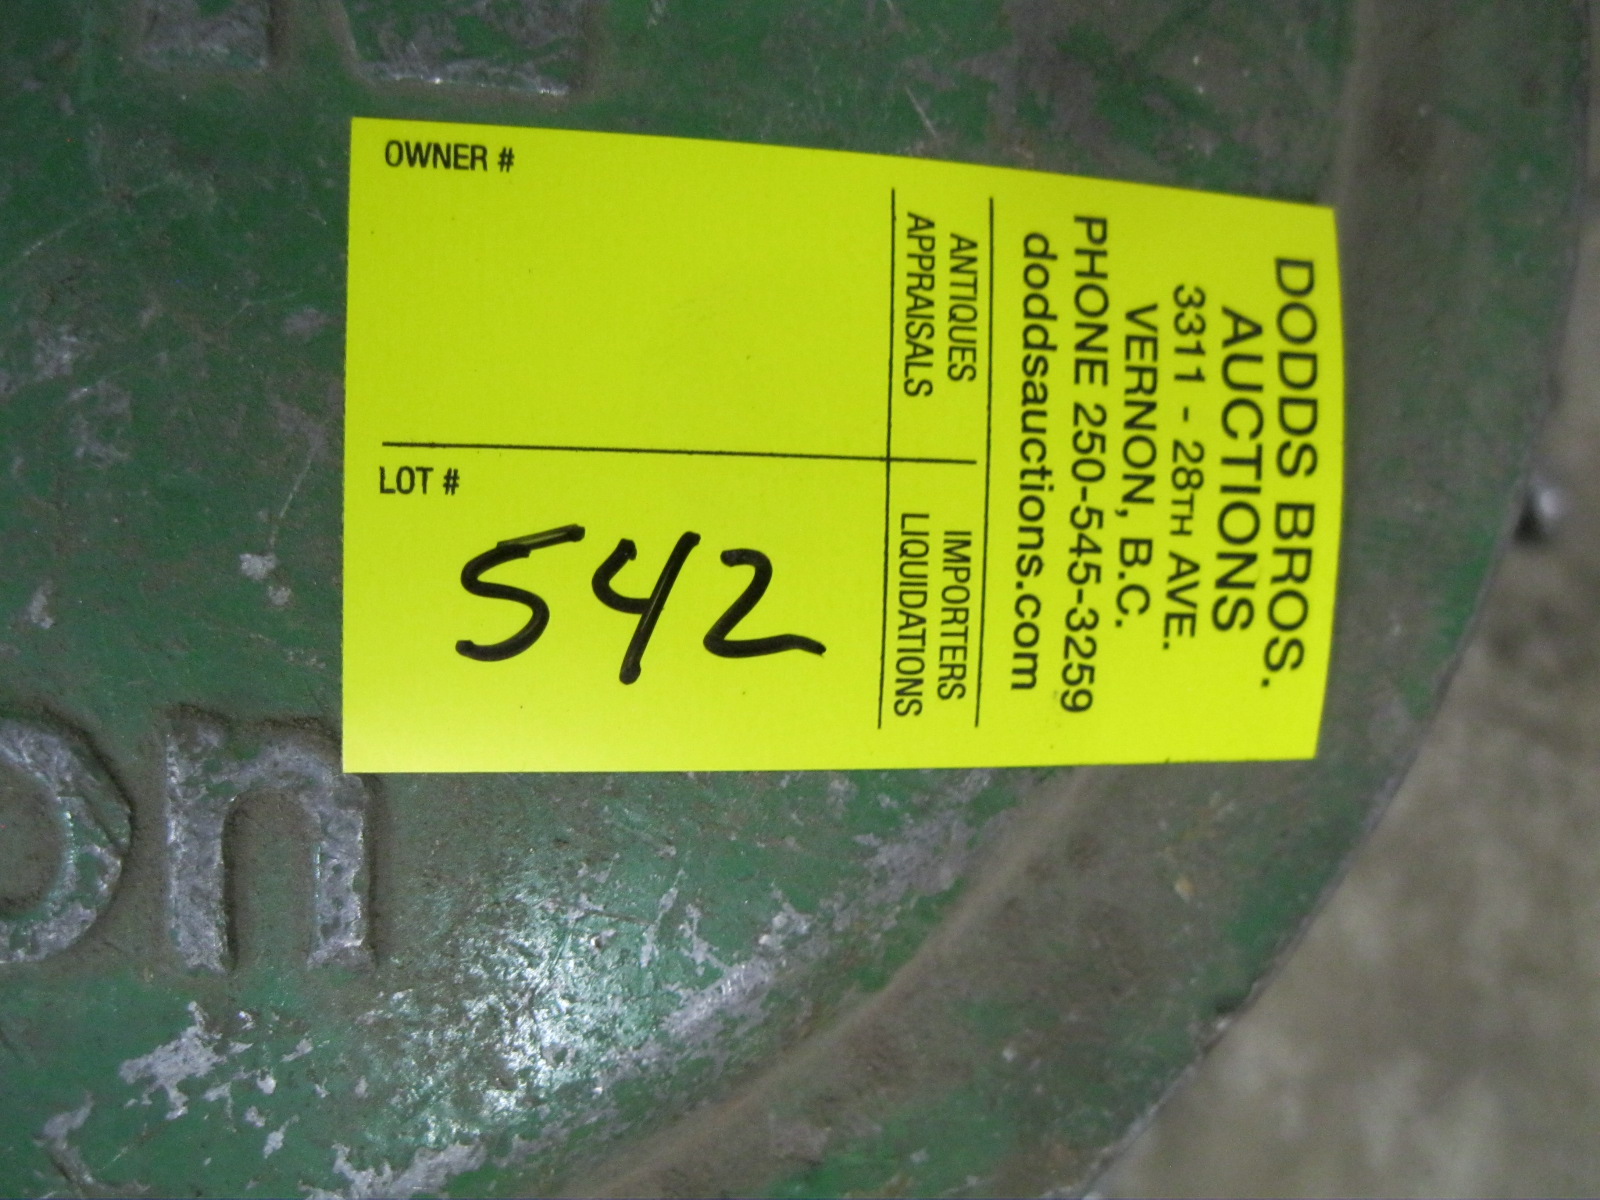 OWNER #
LOT #
542
DODDS BROS.
AUCTIONS
3311 - 28TH AVE.
VERNON, B.C.
PHONE 250-545-3259
doddsauctions.com
ANTIQUES
APPRAISALS
IMPORTERS
LIQUIDATIONS
on